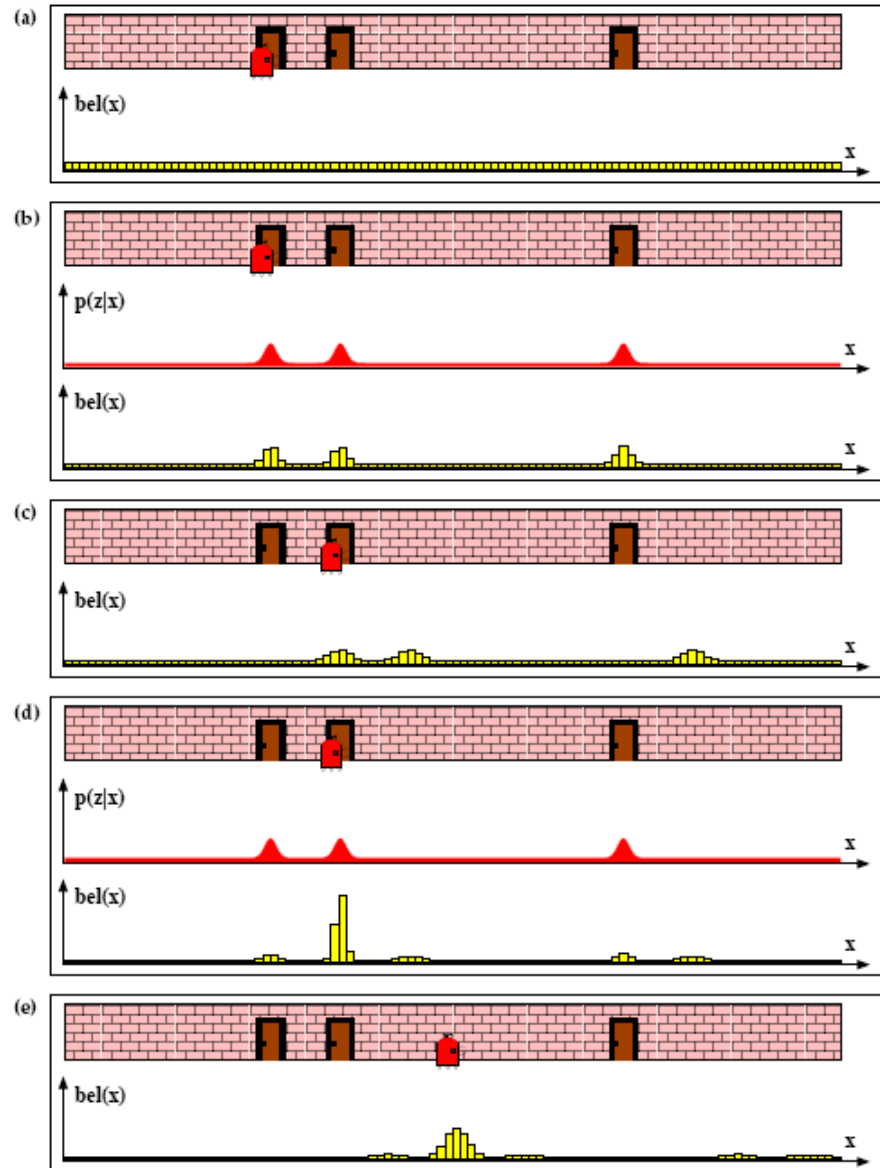 (a)
bel(x)
x
(b)
p(z|x)
x
bel(x)
x
(c)
bel(x)
x
(d)
p(z|x)
x
bel(x)
x
(e)
bel(x)
x